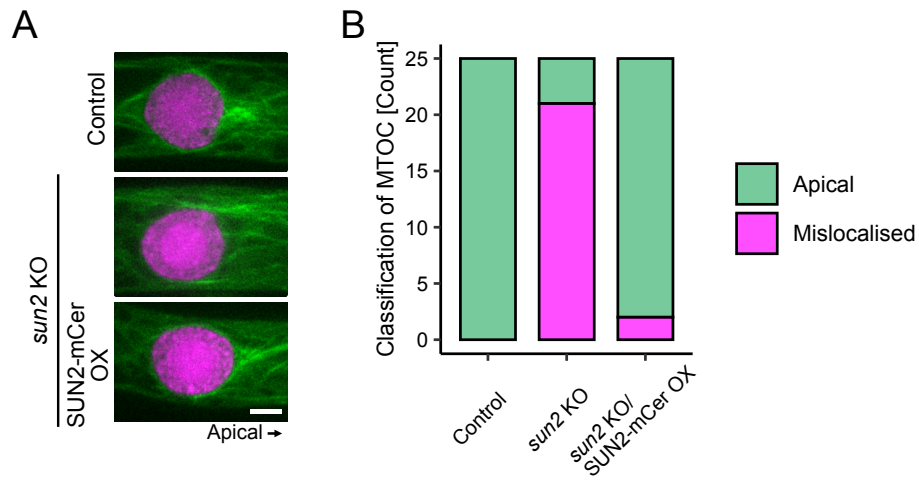 A
Control
sun2 KO
SUN2-mCer
OX
Apical →
B
Classification of MTOC [Count]
25
20
15
10
5
0
Control
sun2 KO
sun2 KO/
SUN2-mCer OX
Apical
Mislocalised